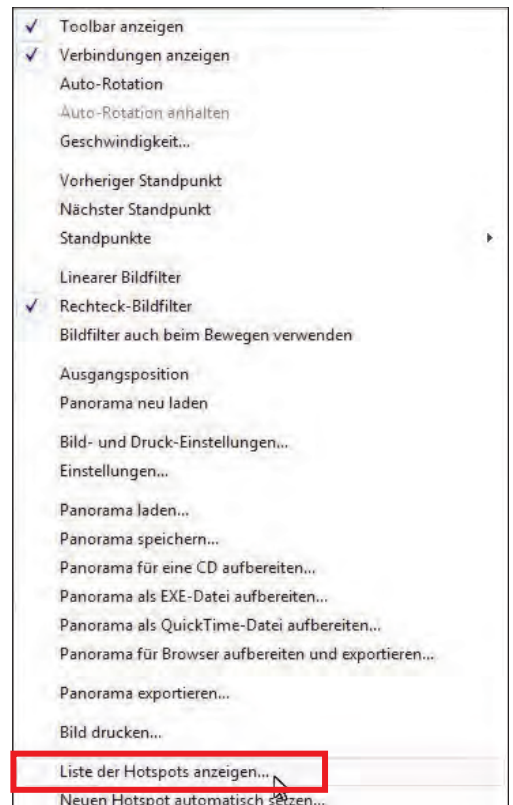 Toolbar anzeigen
Verbindungen anzeigen
Auto-Rotation
Auto-Rotation anhalten
Geschwindigkeit...
Vorheriger Standpunkt
Nächster Standpunkt
Standpunkte
Linearer Bildfilter
Rechteck-Bildfilter
Bildfilter auch beim Bewegen verwenden
Ausgangsposition
Panorama neu laden
Bild- und Druck-Einstellungen...
Einstellungen...
Panorama laden...
Panorama speichern...
Panorama für eine CD aufbereiten...
Panorama als EXE-Datei aufbereiten...
Panorama als QuickTime-Datei aufbereiten...
Panorama für Browser aufbereiten und exportieren...
Panorama exportieren...
Bild drucken...
Liste der Hotspots anzeigen...
Neuen Hotspot automatisch setzen...